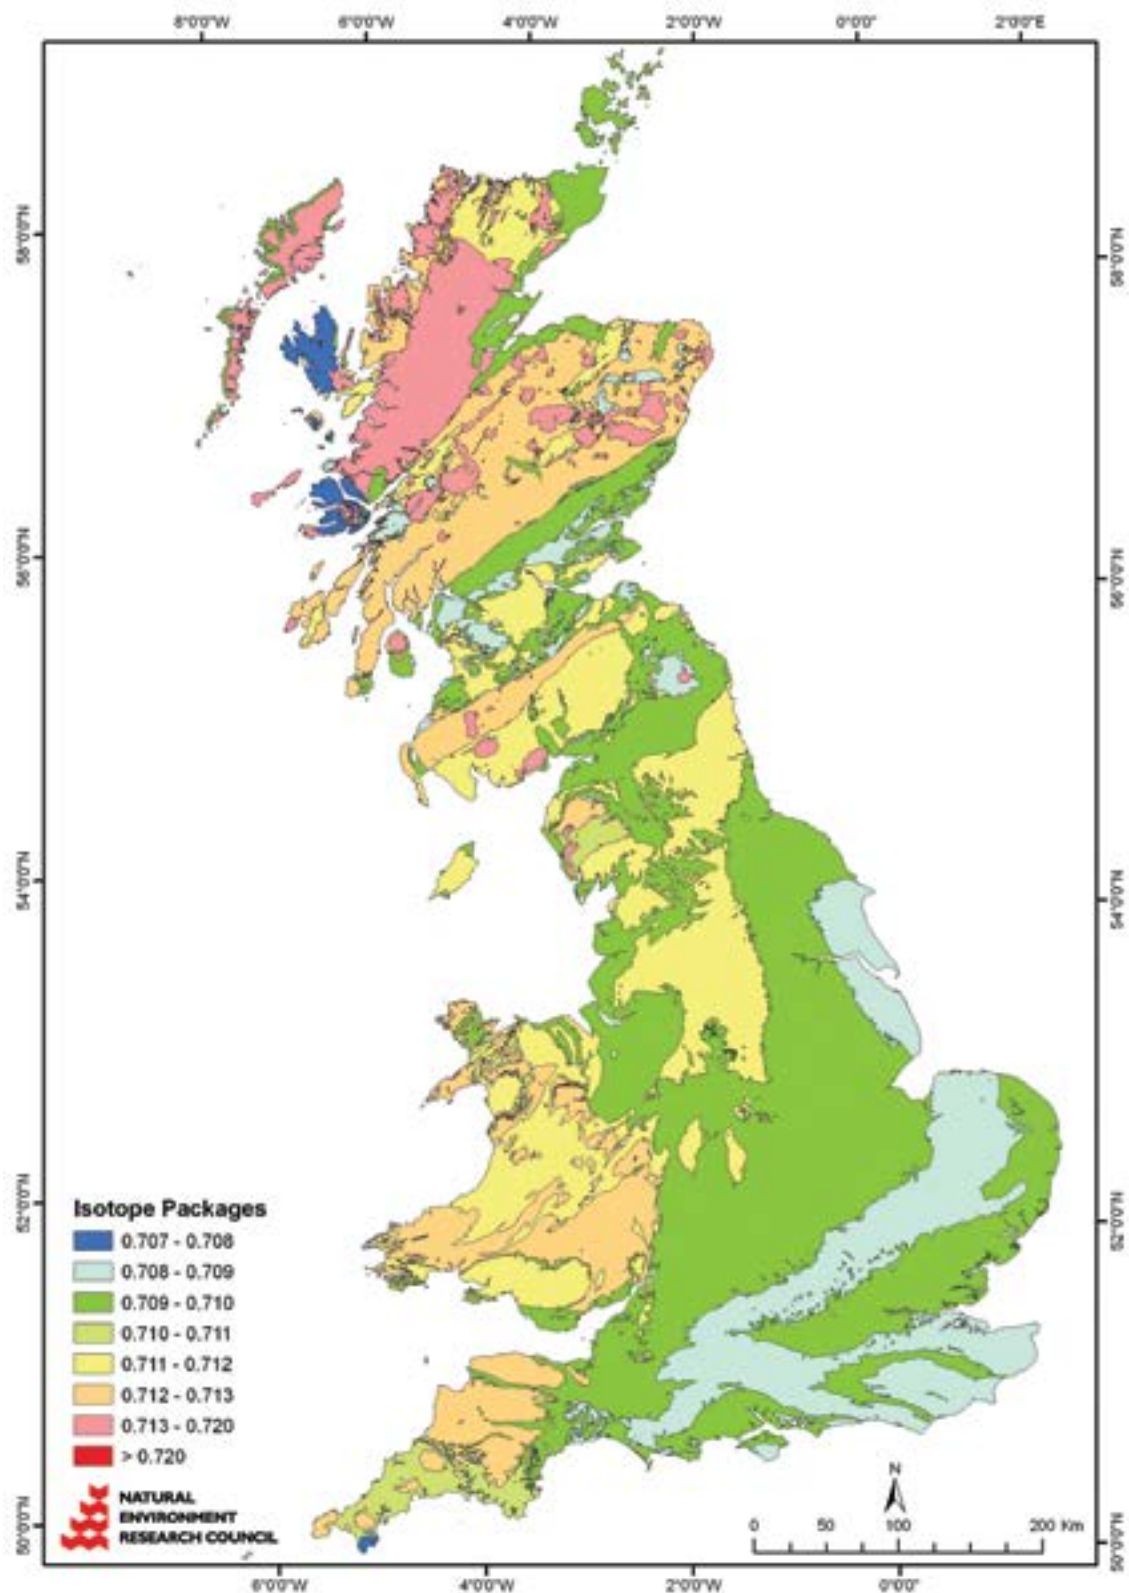 8°0'0"W 6°0'0"W 4°0'0"W 2°0'0"W 0°0'0" 2°0'0"E
58°0'0"N
58°0'0"N
56°0'0"N
56°0'0"N
54°0'0"N
54°0'0"N
52°0'0"N
52°0'0"N
Isotope Packages
0.707 - 0.708
0.708 - 0.709
0.709 - 0.710
0.710 - 0.711
0.711 - 0.712
0.712 - 0.713
0.713 - 0.720
> 0.720
NATURAL
ENVIRONMENT
RESEARCH COUNCIL
N
0 50 100 200 Km
50°0'0"N
50°0'0"N
6°0'0"W 4°0'0"W 2°0'0"W 0°0'0"